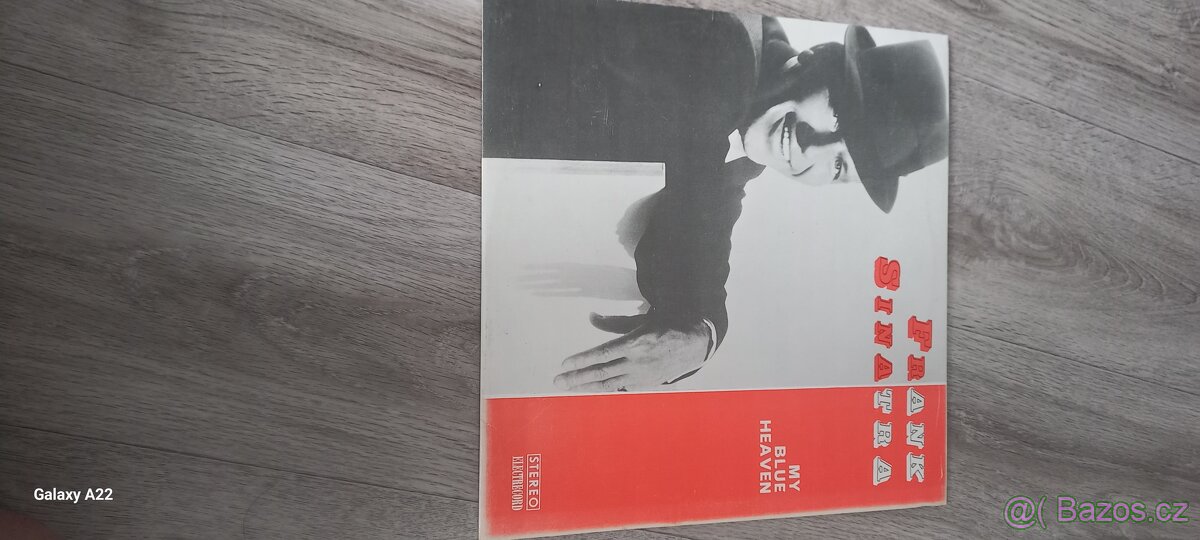 FRANK
SINATRA
MY
BLUE
HEAVEN
STEREO
ELECTRECORD
Galaxy A22
@( Bazos.cz